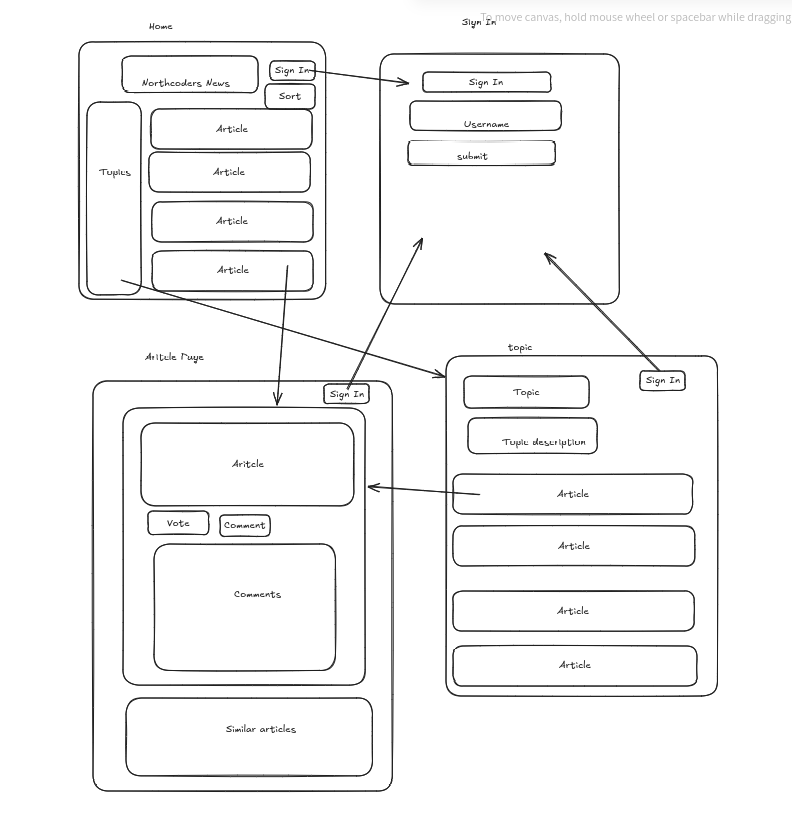 To move canvas, hold mouse wheel or spacebar while dragging
Home
Sign In
Northcoders News
Sign In
Sort
Topics
Article
Article
Article
Article
Sign In
Username
submit
Aritcle Page
Sign In
Aritcle
Vote
Comment
Comments
Similar articles
topic
Sign In
Topic
Topic description
Article
Article
Article
Article